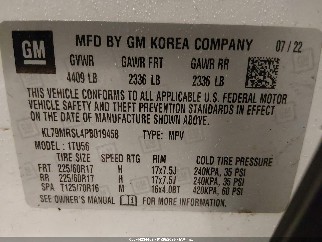 GM MFD BY GM KOREA COMPANY 07/22
GVWR GAWR FRT GAWR RR
4409 LB 2336 LB 2336 LB
THIS VEHICLE CONFORMS TO ALL APPLICABLE U.S. FEDERAL MOTOR
VEHICLE SAFETY AND THEFT PREVENTION STANDARDS IN EFFECT
ON THE DATE OF MANUFACTURE SHOWN ABOVE.
KL79MRSL4PB019458 TYPE: MPV
MODEL: 1TU56
TIRE SIZE SPEED RTG RIM COLD TIRE PRESSURE
FRT 225/60R17 H 17x7.5J 240KPA, 35 PSI
RR 225/60R17 H 17x7.5J 240KPA, 35 PSI
SPA T125/70R16 M 16x4.0BT 420KPA, 60 PSI
SEE OWNER'S MANUAL FOR ADDITIONAL INFORMATION.